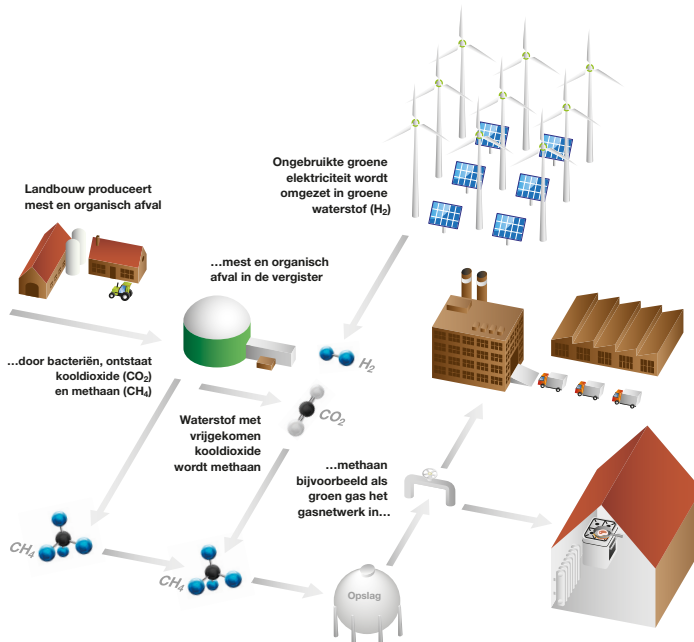 Ongebruikte groene
elektriciteit wordt
omgezet in groene
waterstof (H₂)
Landbouw produceert
mest en organisch afval
...mest en organisch
afval in de vergister
H₂
...door bacteriën, ontstaat
kooldioxide (CO₂)
en methaan (CH₄)
CO₂
Waterstof met
vrijgekomen
kooldioxide
wordt methaan
...methaan
bijvoorbeeld als
groen gas het
gasnetwerk in...
CH₄
CH₄
Opslag